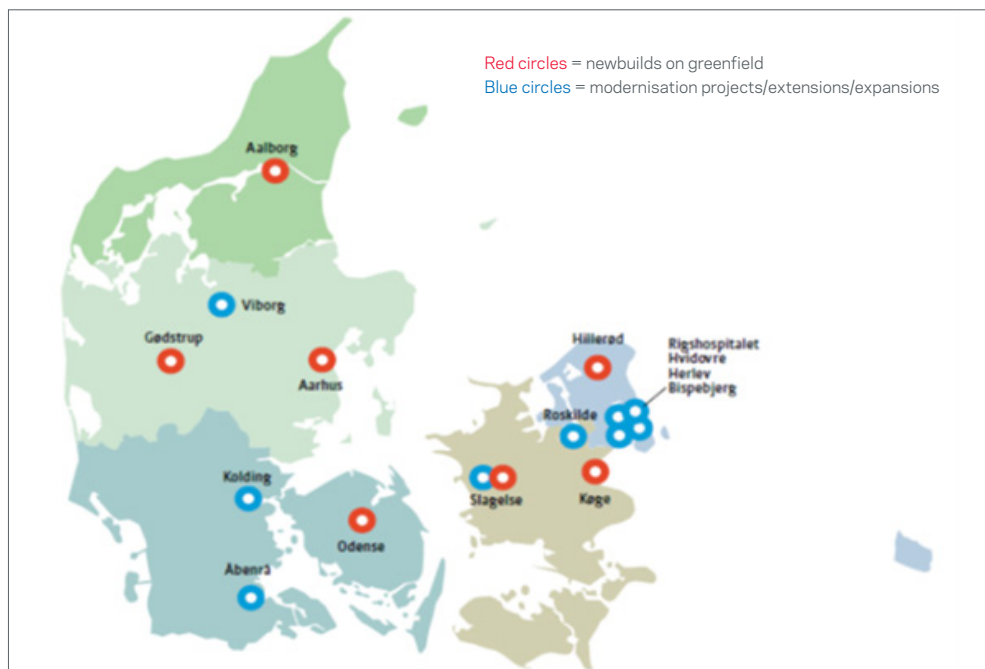 Red circles = newbuilds on greenfield
Blue circles = modernisation projects/extensions/expansions
Aalborg
Viborg
Gødstrup
Aarhus
Hillerød
Rigshospitalet
Hvidovre
Herlev
Bispebjerg
Roskilde
Kolding
Slagelse
Køge
Odense
Åbenrå